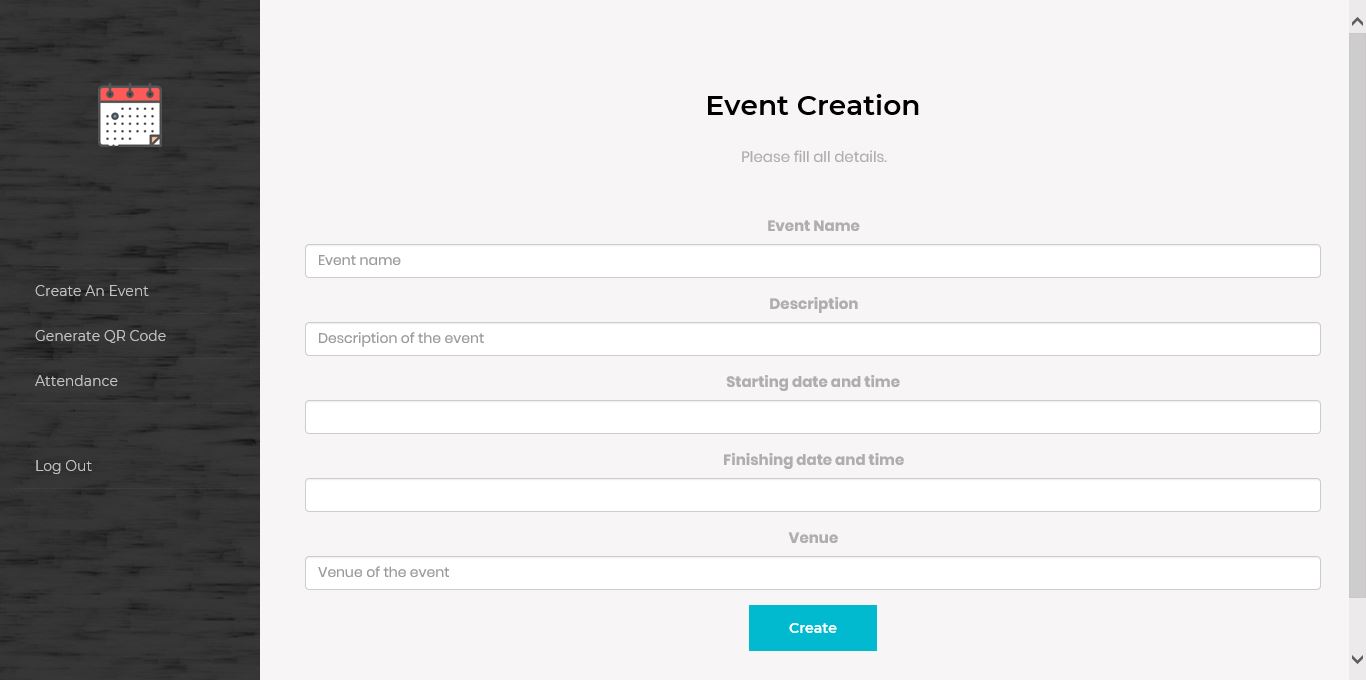 Create An Event
Generate QR Code
Attendance
Log Out
Event Creation
Please fill all details.
Event Name
Event name
Description
Description of the event
Starting date and time
Finishing date and time
Venue
Venue of the event
Create